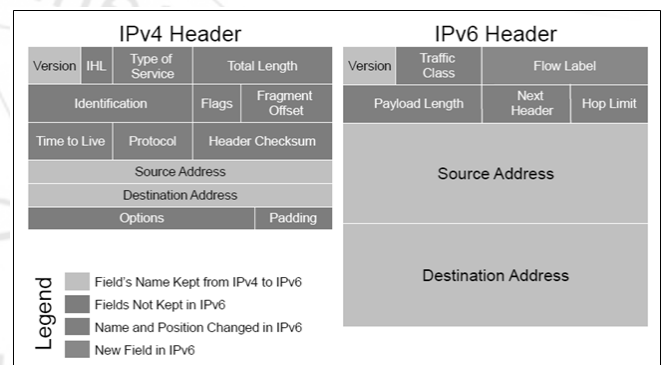 IPv4 Header
Version IHL Type of Service Total Length
Identification Flags Fragment Offset
Time to Live Protocol Header Checksum
Source Address
Destination Address
Options Padding
IPv6 Header
Version Traffic Class Flow Label
Payload Length Next Header Hop Limit
Source Address
Destination Address
Legend
Field's Name Kept from IPv4 to IPv6
Fields Not Kept in IPv6
Name and Position Changed in IPv6
New Field in IPv6